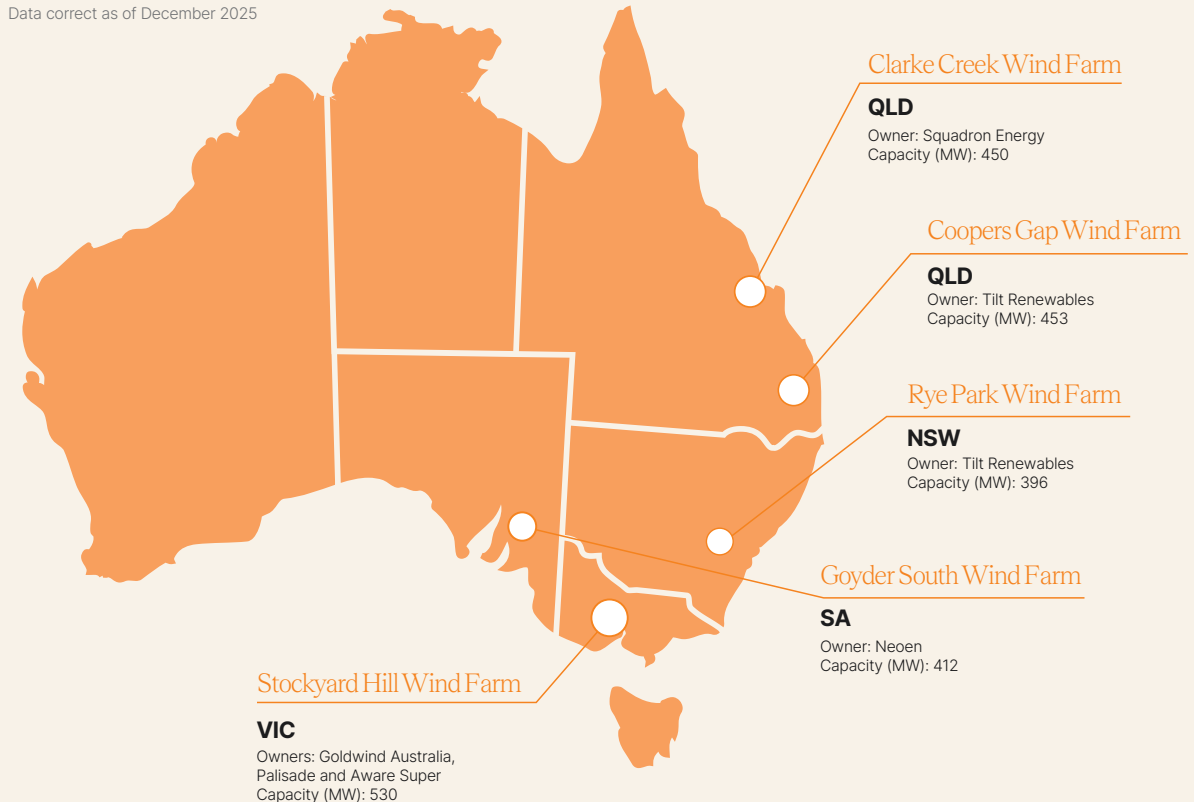 Data correct as of December 2025
Clarke Creek Wind Farm
QLD
Owner: Squadron Energy
Capacity (MW): 450
Coopers Gap Wind Farm
QLD
Owner: Tilt Renewables
Capacity (MW): 453
Rye Park Wind Farm
NSW
Owner: Tilt Renewables
Capacity (MW): 396
Goyder South Wind Farm
SA
Owner: Neoen
Capacity (MW): 412
Stockyard Hill Wind Farm
VIC
Owners: Goldwind Australia,
Palisade and Aware Super
Capacity (MW): 530